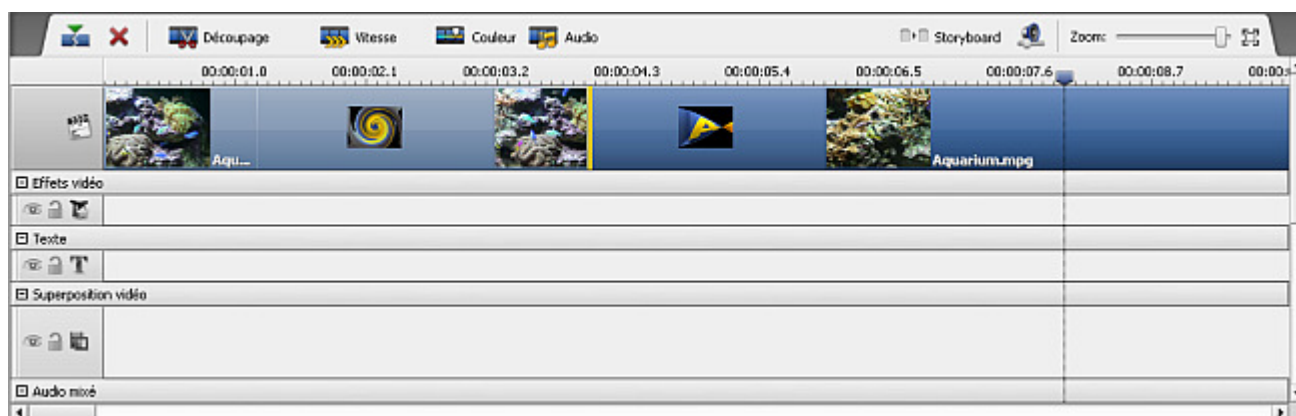 Découpage Vitesse Couleur Audio Storyboard Zoom:
00:00:01.0 00:00:02.1 00:00:03.2 00:00:04.3 00:00:05.4 00:00:06.5 00:00:07.6 00:00:08.7
Aqu... Aquarium.mpg
Effets vidéo
Texte
T
Superposition vidéo
Audio mixé